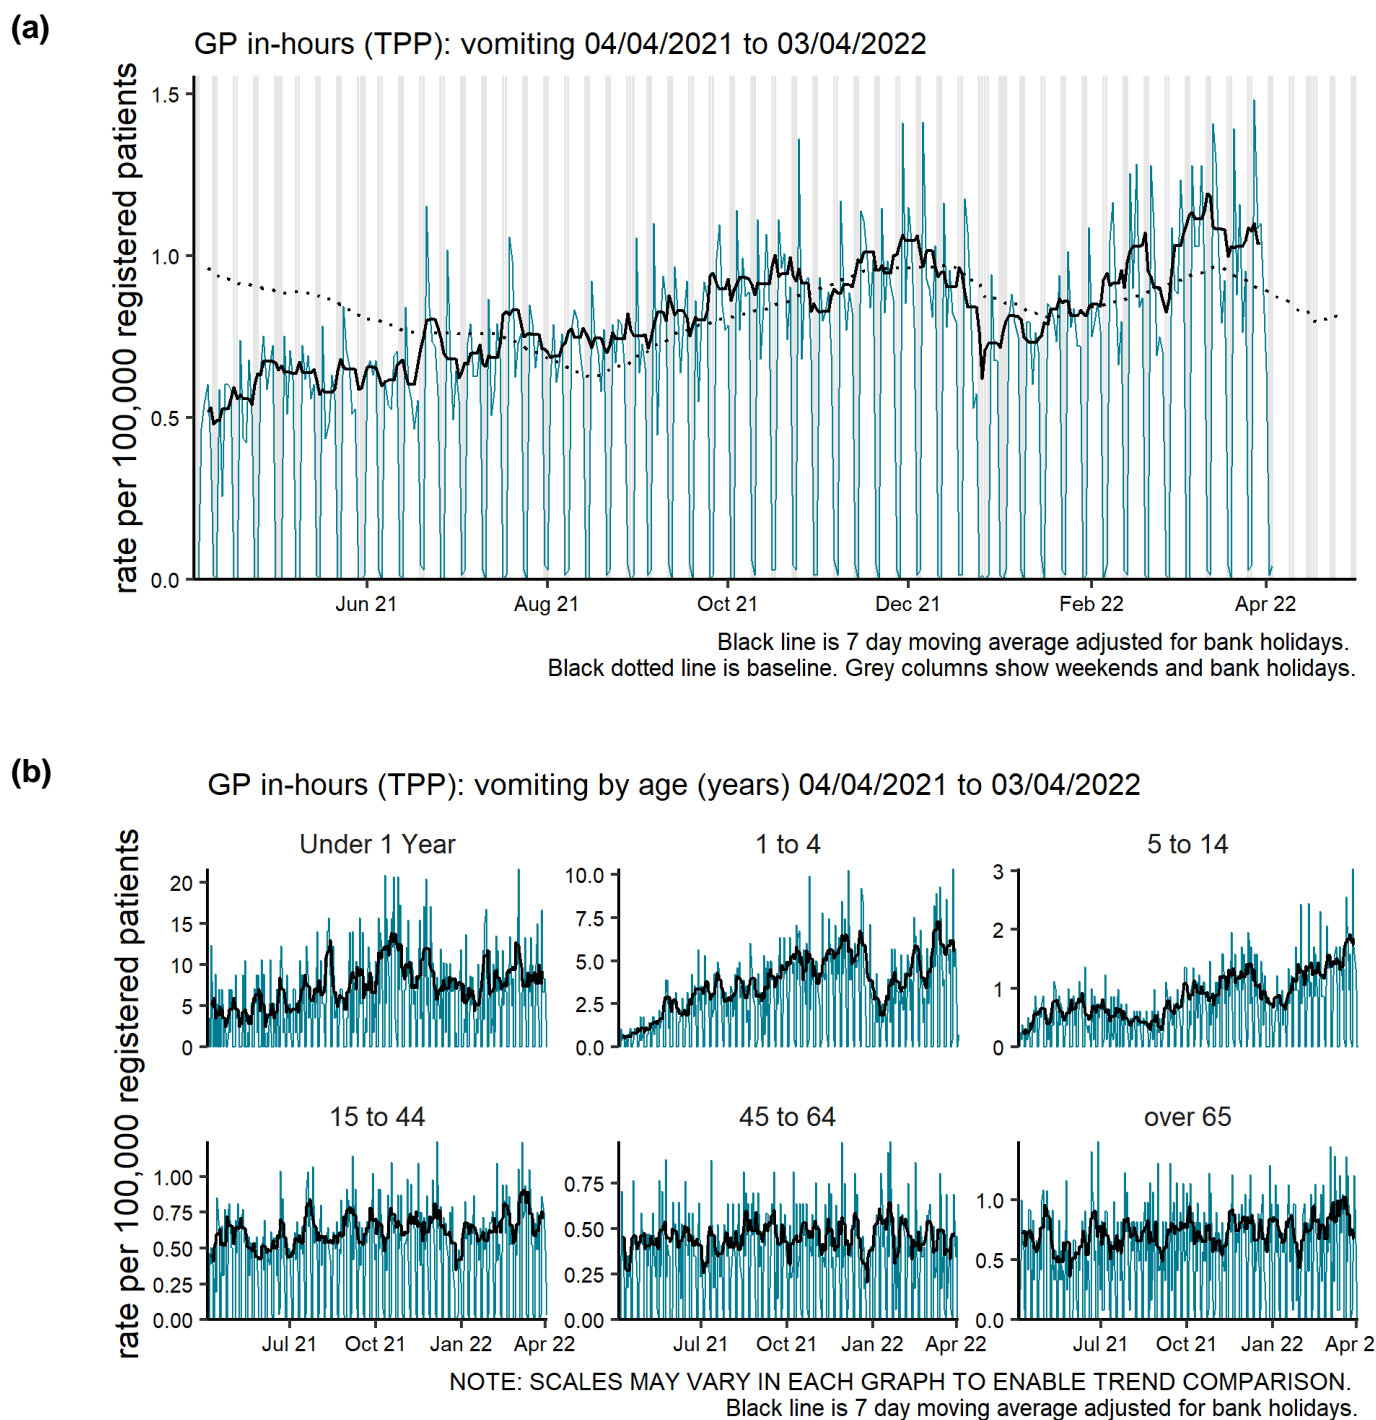 (a)
GP in-hours (TPP): vomiting 04/04/2021 to 03/04/2022
rate per 100,000 registered patients
1.5
1.0
0.5
0.0
Jun 21 Aug 21 Oct 21 Dec 21 Feb 22 Apr 22
Black line is 7 day moving average adjusted for bank holidays.
Black dotted line is baseline. Grey columns show weekends and bank holidays.
(b)
GP in-hours (TPP): vomiting by age (years) 04/04/2021 to 03/04/2022
rate per 100,000 registered patients
Under 1 Year 1 to 4 5 to 14
20
15
10
5
0
10.0
7.5
5.0
2.5
0.0
3
2
1
0
15 to 44 45 to 64 over 65
1.00
0.75
0.50
0.25
0.00
0.75
0.50
0.25
0.00
1.0
0.5
0.0
Jul 21 Oct 21 Jan 22 Apr 22 Jul 21 Oct 21 Jan 22 Apr 22 Jul 21 Oct 21 Jan 22 Apr 2
NOTE: SCALES MAY VARY IN EACH GRAPH TO ENABLE TREND COMPARISON.
Black line is 7 day moving average adjusted for bank holidays.